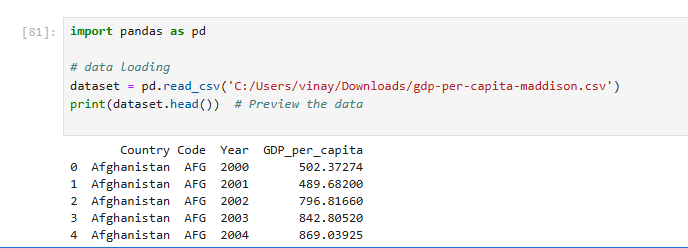 [81]: import pandas as pd
# data loading
dataset = pd.read_csv('C:/Users/vinay/Downloads/gdp-per-capita-maddison.csv')
print(dataset.head())  # Preview the data
Country Code Year GDP_per_capita
0 Afghanistan AFG 2000 502.37274
1 Afghanistan AFG 2001 489.68200
2 Afghanistan AFG 2002 796.81660
3 Afghanistan AFG 2003 842.80520
4 Afghanistan AFG 2004 869.03925